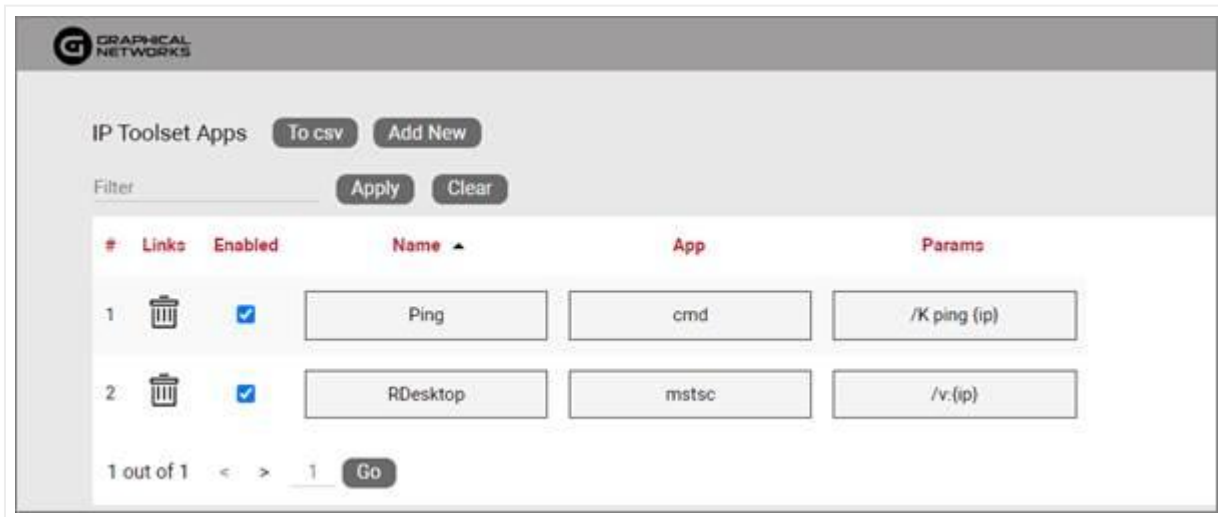 GRAPHICAL
NETWORKS
IP Toolset Apps To csv Add New
Filter Apply Clear
# Links Enabled Name App Params
1 Ping cmd /K ping {ip}
2 RDesktop mstsc /v:{ip}
1 out of 1 < > 1 Go